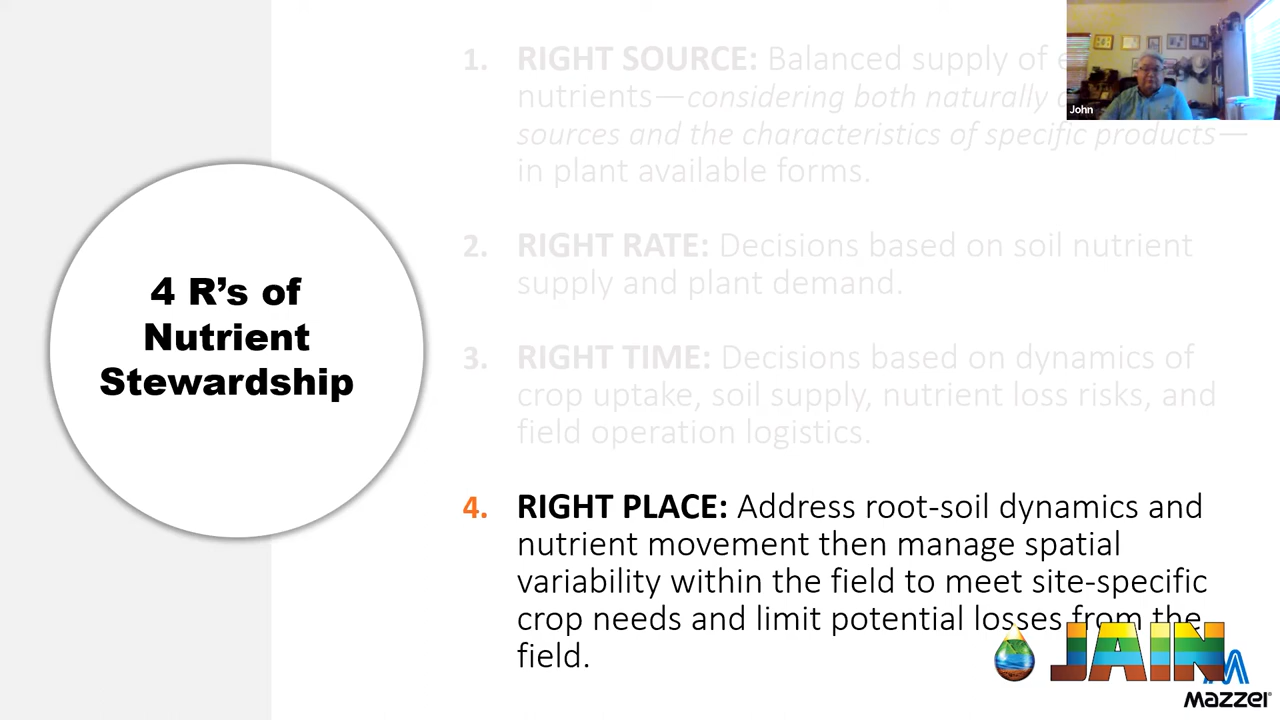 1. RIGHT SOURCE: Balanced supply of
nutrients—considering both naturally
sources and the characteristics of specific products—
in plant available forms.
2. RIGHT RATE: Decisions based on soil nutrient
supply and plant demand.
3. RIGHT TIME: Decisions based on dynamics of
crop uptake, soil supply, nutrient loss risks, and
field operation logistics.
4. RIGHT PLACE: Address root-soil dynamics and
nutrient movement then manage spatial
variability within the field to meet site-specific
crop needs and limit potential losses from the
field.
4 R’s of
Nutrient
Stewardship
John
JAIN
Mazzei